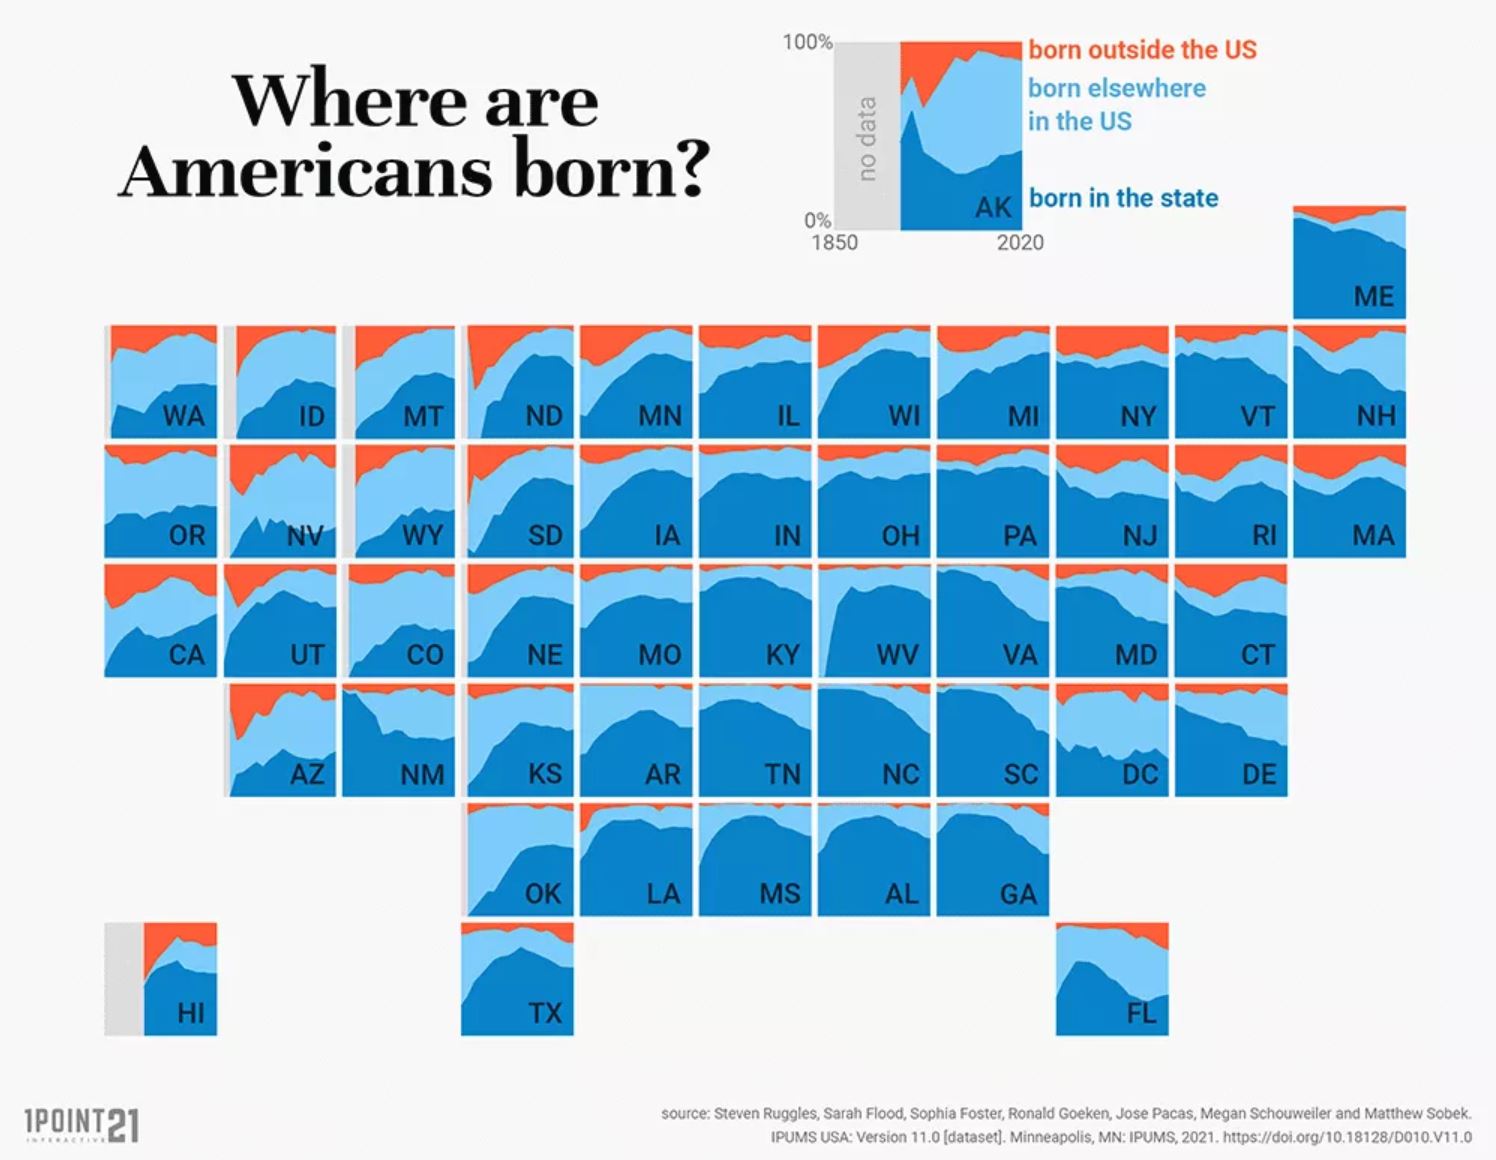 Where are
Americans born?
100%
born outside the US
born elsewhere
in the US
no data
born in the state
AK
0%
1850
2020
ME
WA
ID
MT
ND
MN
IL
WI
MI
NY
VT
NH
OR
NV
WY
SD
IA
IN
OH
PA
NJ
RI
MA
CA
UT
CO
NE
MO
KY
WV
VA
MD
CT
AZ
NM
KS
AR
TN
NC
SC
DC
DE
OK
LA
MS
AL
GA
HI
TX
FL
1POINT21
INTERACTIVE
source: Steven Ruggles, Sarah Flood, Sophia Foster, Ronald Goeken, Jose Pacas, Megan Schouweiler and Matthew Sobek.
IPUMS USA: Version 11.0 [dataset]. Minneapolis, MN: IPUMS, 2021. https://doi.org/10.18128/D010.V11.0